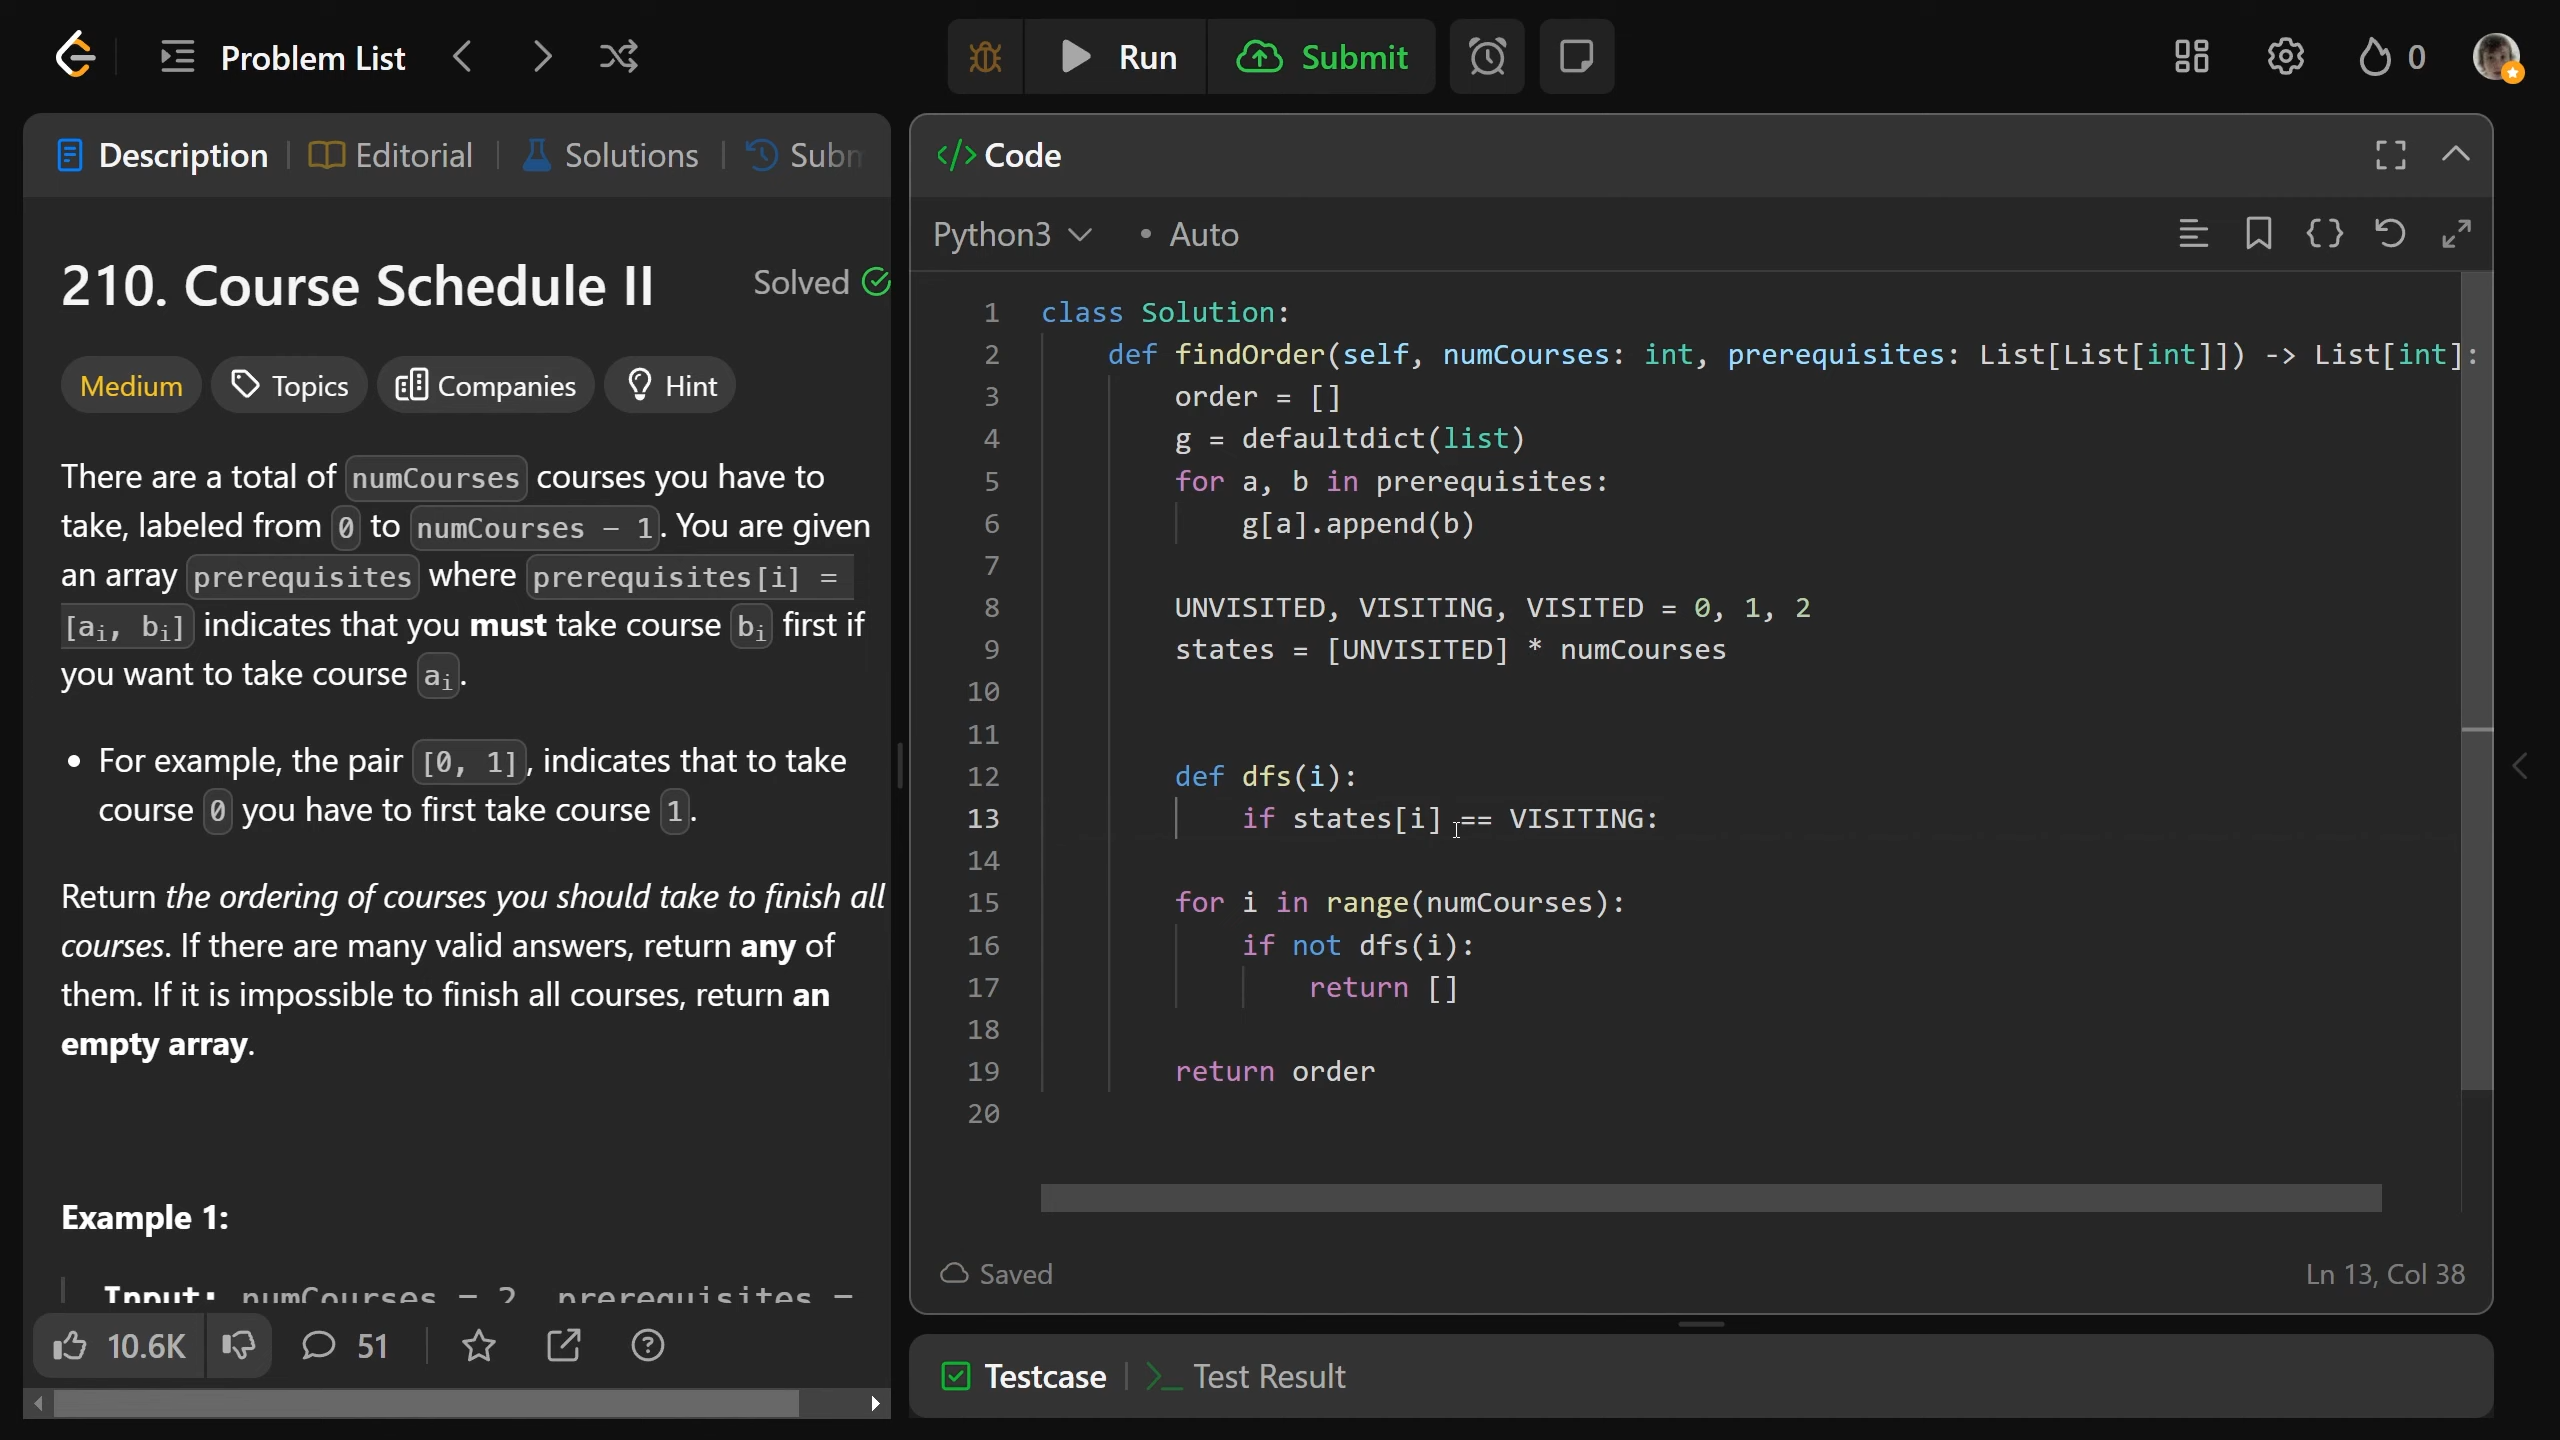 Problem List
Run
Submit
0
Description
Editorial
Solutions
Subm
210. Course Schedule II
Solved
Medium
Topics
Companies
Hint
There are a total of numCourses courses you have to
take, labeled from 0 to numCourses - 1. You are given
an array prerequisites where prerequisites[i] =
[ai, bi] indicates that you must take course bi first if
you want to take course ai.
• For example, the pair [0, 1], indicates that to take
course 0 you have to first take course 1.
Return the ordering of courses you should take to finish all
courses. If there are many valid answers, return any of
them. If it is impossible to finish all courses, return an
empty array.
Example 1:
Input: numCourses = 2, prerequisites =
10.6K
51
</> Code
Python3
• Auto
1 class Solution:
2 def findOrder(self, numCourses: int, prerequisites: List[List[int]]) -> List[int]:
3 order = []
4 g = defaultdict(list)
5 for a, b in prerequisites:
6 g[a].append(b)
7
8 UNVISITED, VISITING, VISITED = 0, 1, 2
9 states = [UNVISITED] * numCourses
10
11
12 def dfs(i):
13 if states[i] == VISITING:
14
15 for i in range(numCourses):
16 if not dfs(i):
17 return []
18
19 return order
20
Saved
Ln 13, Col 38
Testcase
Test Result